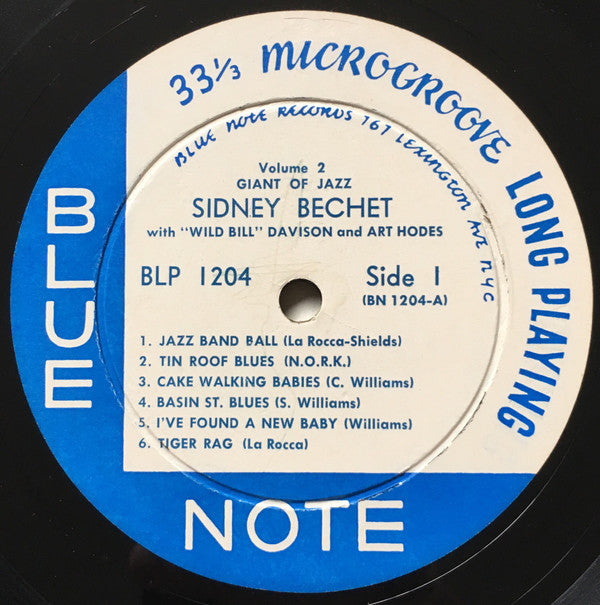 33⅓ MICROGROOVE LONG PLAYING
BLUE NOTE RECORDS 767 LEXINGTON AVE NYC
Volume 2
GIANT OF JAZZ
SIDNEY BECHET
with "WILD BILL" DAVISON and ART HODES
BLP 1204 Side 1
(BN 1204-A)
1. JAZZ BAND BALL (La Rocca-Shields)
2. TIN ROOF BLUES (N.O.R.K.)
3. CAKE WALKING BABIES (C. Williams)
4. BASIN ST. BLUES (S. Williams)
5. I'VE FOUND A NEW BABY (Williams)
6. TIGER RAG (La Rocca)
BLUE
NOTE